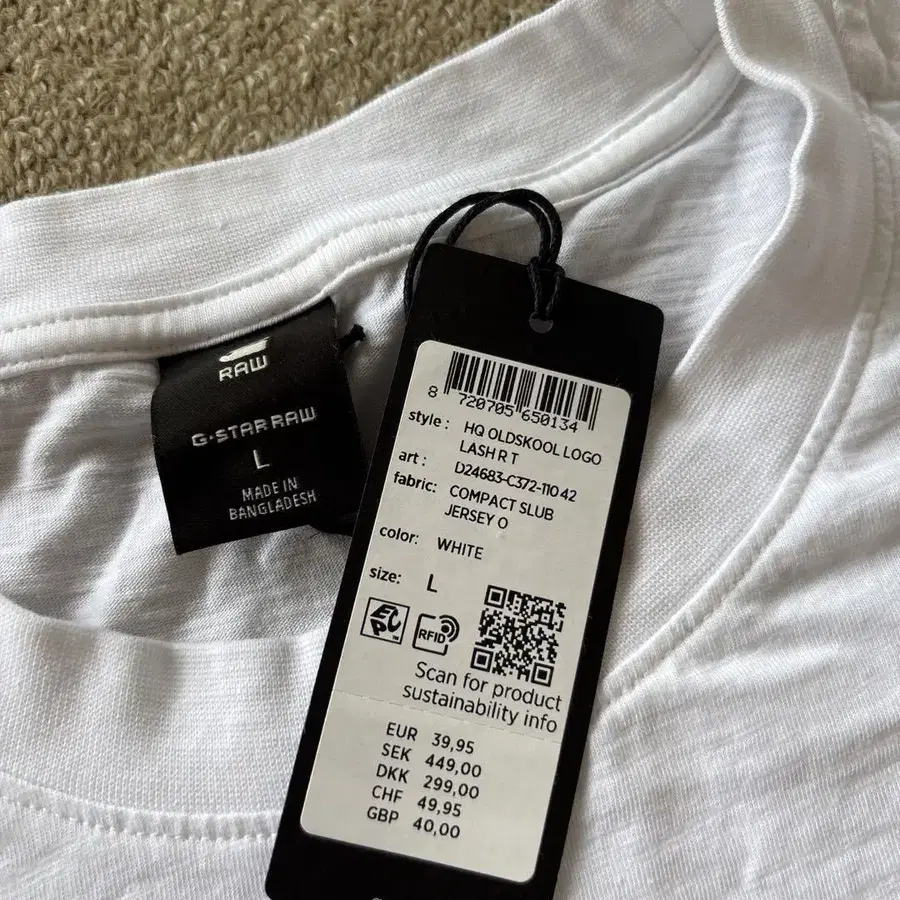 RAW
G-STAR RAW
L
MADE IN
BANGLADESH
8 720705 650134
style: HQ OLDSKOOL LOGO
LASH R T
art: D24683-C372-110 42
fabric: COMPACT SLUB
JERSEY O
color: WHITE
size: L
EPC TM
RFID
Scan for product
sustainability info
EUR 39,95
SEK 449,00
DKK 299,00
CHF 49,95
GBP 40,00